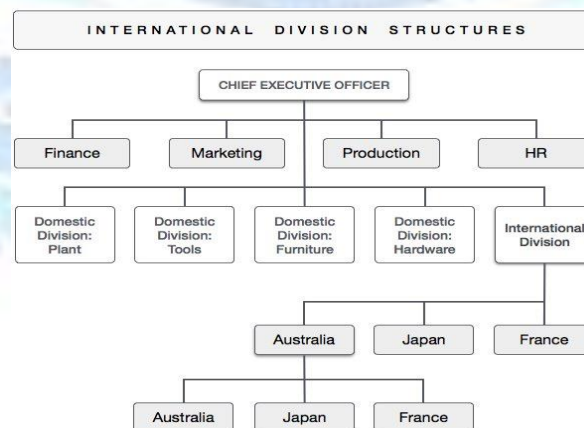 INTERNATIONAL DIVISION STRUCTURES
CHIEF EXECUTIVE OFFICER
Finance
Marketing
Production
HR
Domestic
Division:
Plant
Domestic
Division:
Tools
Domestic
Division:
Furniture
Domestic
Division:
Hardware
International
Division
Australia
Japan
France
Australia
Japan
France